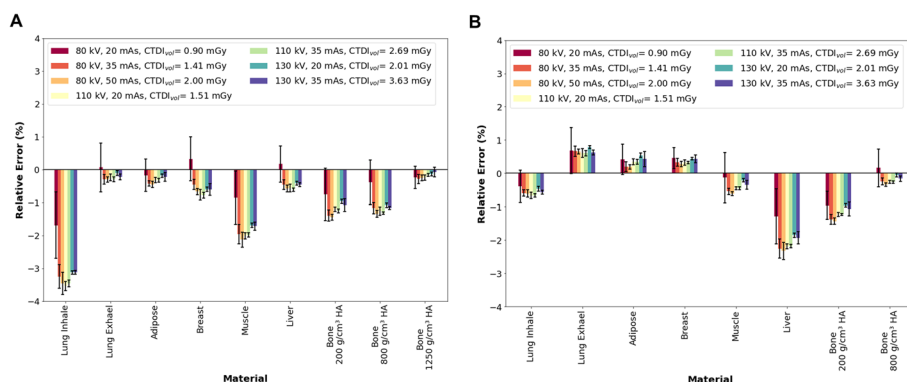 A
4
3
2
1
0
−1
−2
−3
−4
Relative Error (%)
80 kV, 20 mAs, CTDIvol= 0.90 mGy
80 kV, 35 mAs, CTDIvol= 1.41 mGy
80 kV, 50 mAs, CTDIvol= 2.00 mGy
110 kV, 20 mAs, CTDIvol= 1.51 mGy
110 kV, 35 mAs, CTDIvol= 2.69 mGy
130 kV, 20 mAs, CTDIvol= 2.01 mGy
130 kV, 35 mAs, CTDIvol= 3.63 mGy
Lung Inhale
Lung Exhael
Adipose
Breast
Muscle
Liver
Bone
200 g/cm³ HA
Bone
800 g/cm³ HA
Bone
1250 g/cm³ HA
Material
B
4
3
2
1
0
−1
−2
−3
−4
Relative Error (%)
80 kV, 20 mAs, CTDIvol= 0.90 mGy
80 kV, 35 mAs, CTDIvol= 1.41 mGy
80 kV, 50 mAs, CTDIvol= 2.00 mGy
110 kV, 20 mAs, CTDIvol= 1.51 mGy
110 kV, 35 mAs, CTDIvol= 2.69 mGy
130 kV, 20 mAs, CTDIvol= 2.01 mGy
130 kV, 35 mAs, CTDIvol= 3.63 mGy
Lung Inhale
Lung Exhael
Adipose
Breast
Muscle
Liver
Bone
200 g/cm³ HA
Bone
800 g/cm³ HA
Material